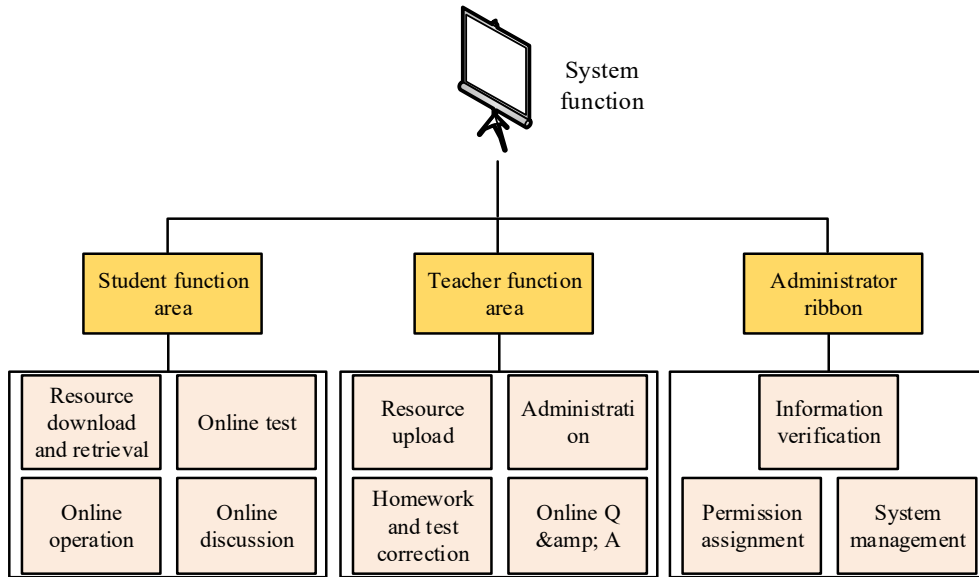 System
function
Student function
area
Teacher function
area
Administrator
ribbon
Resource
download
and retrieval
Online test
Online
operation
Online
discussion
Resource
upload
Administrati
on
Homework
and test
correction
Online Q
&amp; A
Information
verification
Permission
assignment
System
management